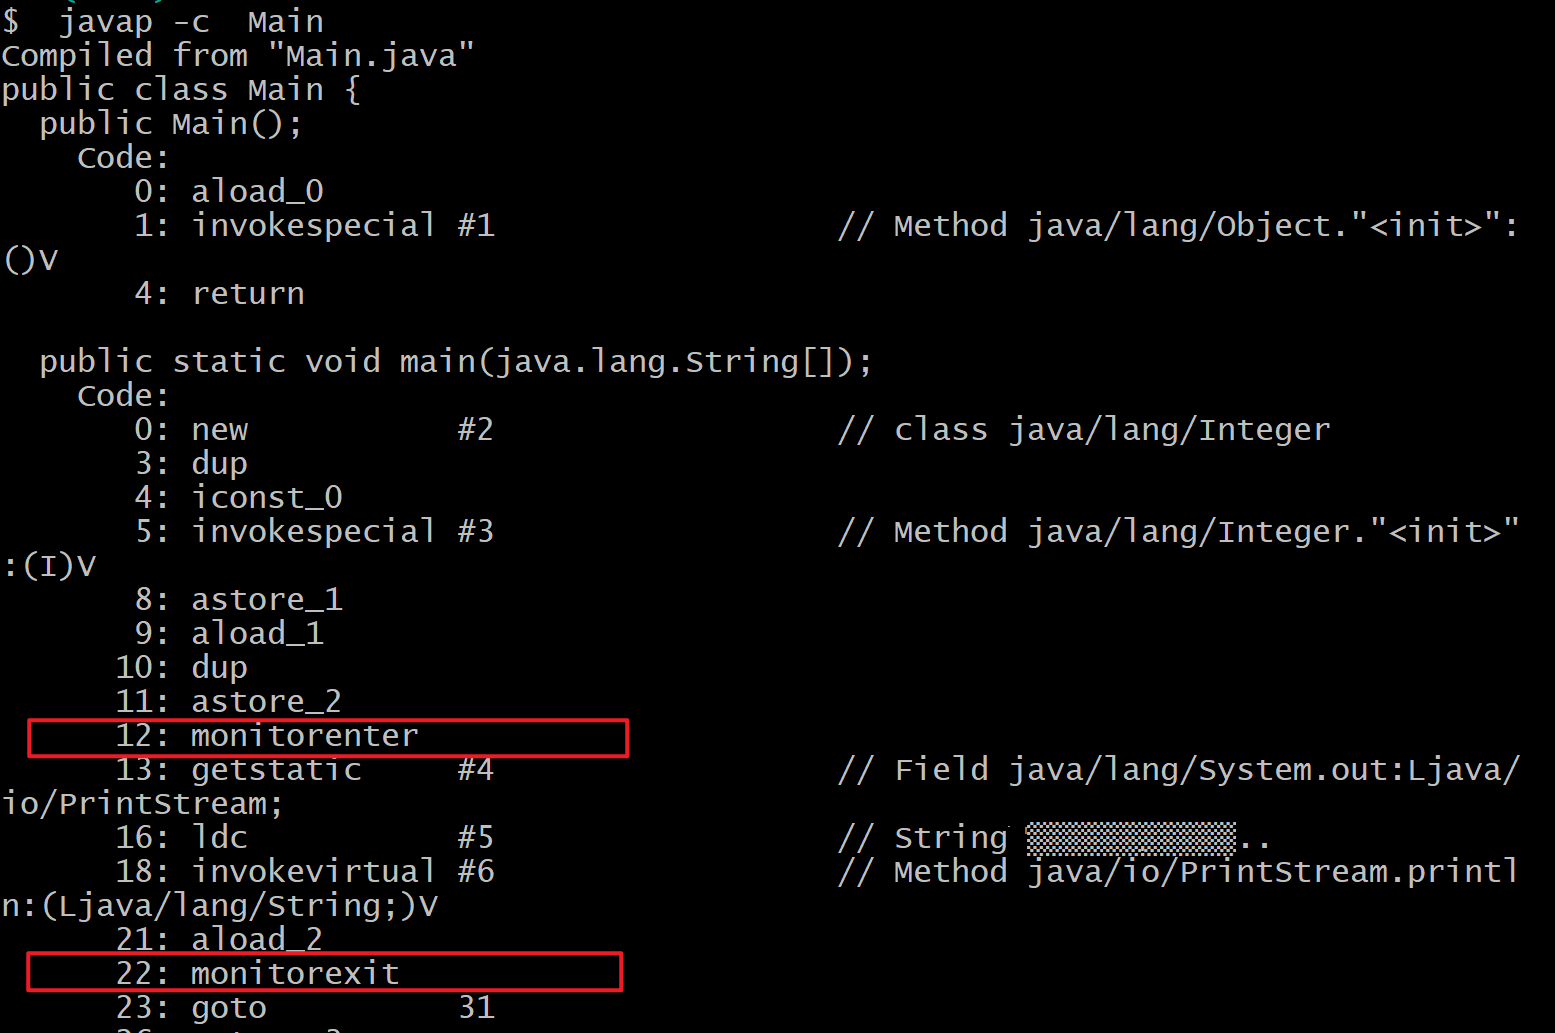 $  javap -c  Main
Compiled from "Main.java"
public class Main {
  public Main();
    Code:
       0: aload_0
       1: invokespecial #1                  // Method java/lang/Object."<init>":
()V
       4: return

  public static void main(java.lang.String[]);
    Code:
       0: new           #2                  // class java/lang/Integer
       3: dup
       4: iconst_0
       5: invokespecial #3                  // Method java/lang/Integer."<init>"
:(I)V
       8: astore_1
       9: aload_1
      10: dup
      11: astore_2
      12: monitorenter
      13: getstatic     #4                  // Field java/lang/System.out:Ljava/
io/PrintStream;
      16: ldc           #5                  // String ▒▒▒▒▒▒▒▒▒▒▒..
      18: invokevirtual #6                  // Method java/io/PrintStream.printl
n:(Ljava/lang/String;)V
      21: aload_2
      22: monitorexit
      23: goto          31